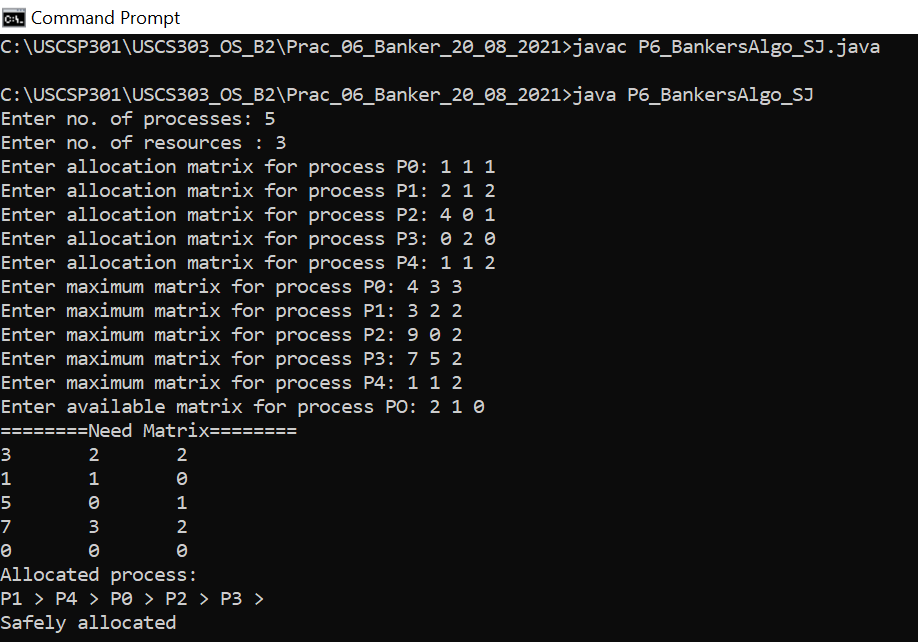 Command Prompt
C:\USCSP301\USCS303_OS_B2\Prac_06_Banker_20_08_2021>javac P6_BankersAlgo_SJ.java
C:\USCSP301\USCS303_OS_B2\Prac_06_Banker_20_08_2021>java P6_BankersAlgo_SJ
Enter no. of processes: 5
Enter no. of resources : 3
Enter allocation matrix for process P0: 1 1 1
Enter allocation matrix for process P1: 2 1 2
Enter allocation matrix for process P2: 4 0 1
Enter allocation matrix for process P3: 0 2 0
Enter allocation matrix for process P4: 1 1 2
Enter maximum matrix for process P0: 4 3 3
Enter maximum matrix for process P1: 3 2 2
Enter maximum matrix for process P2: 9 0 2
Enter maximum matrix for process P3: 7 5 2
Enter maximum matrix for process P4: 1 1 2
Enter available matrix for process PO: 2 1 0
========Need Matrix========
3 2 2
1 1 0
5 0 1
7 3 2
0 0 0
Allocated process:
P1 > P4 > P0 > P2 > P3 >
Safely allocated